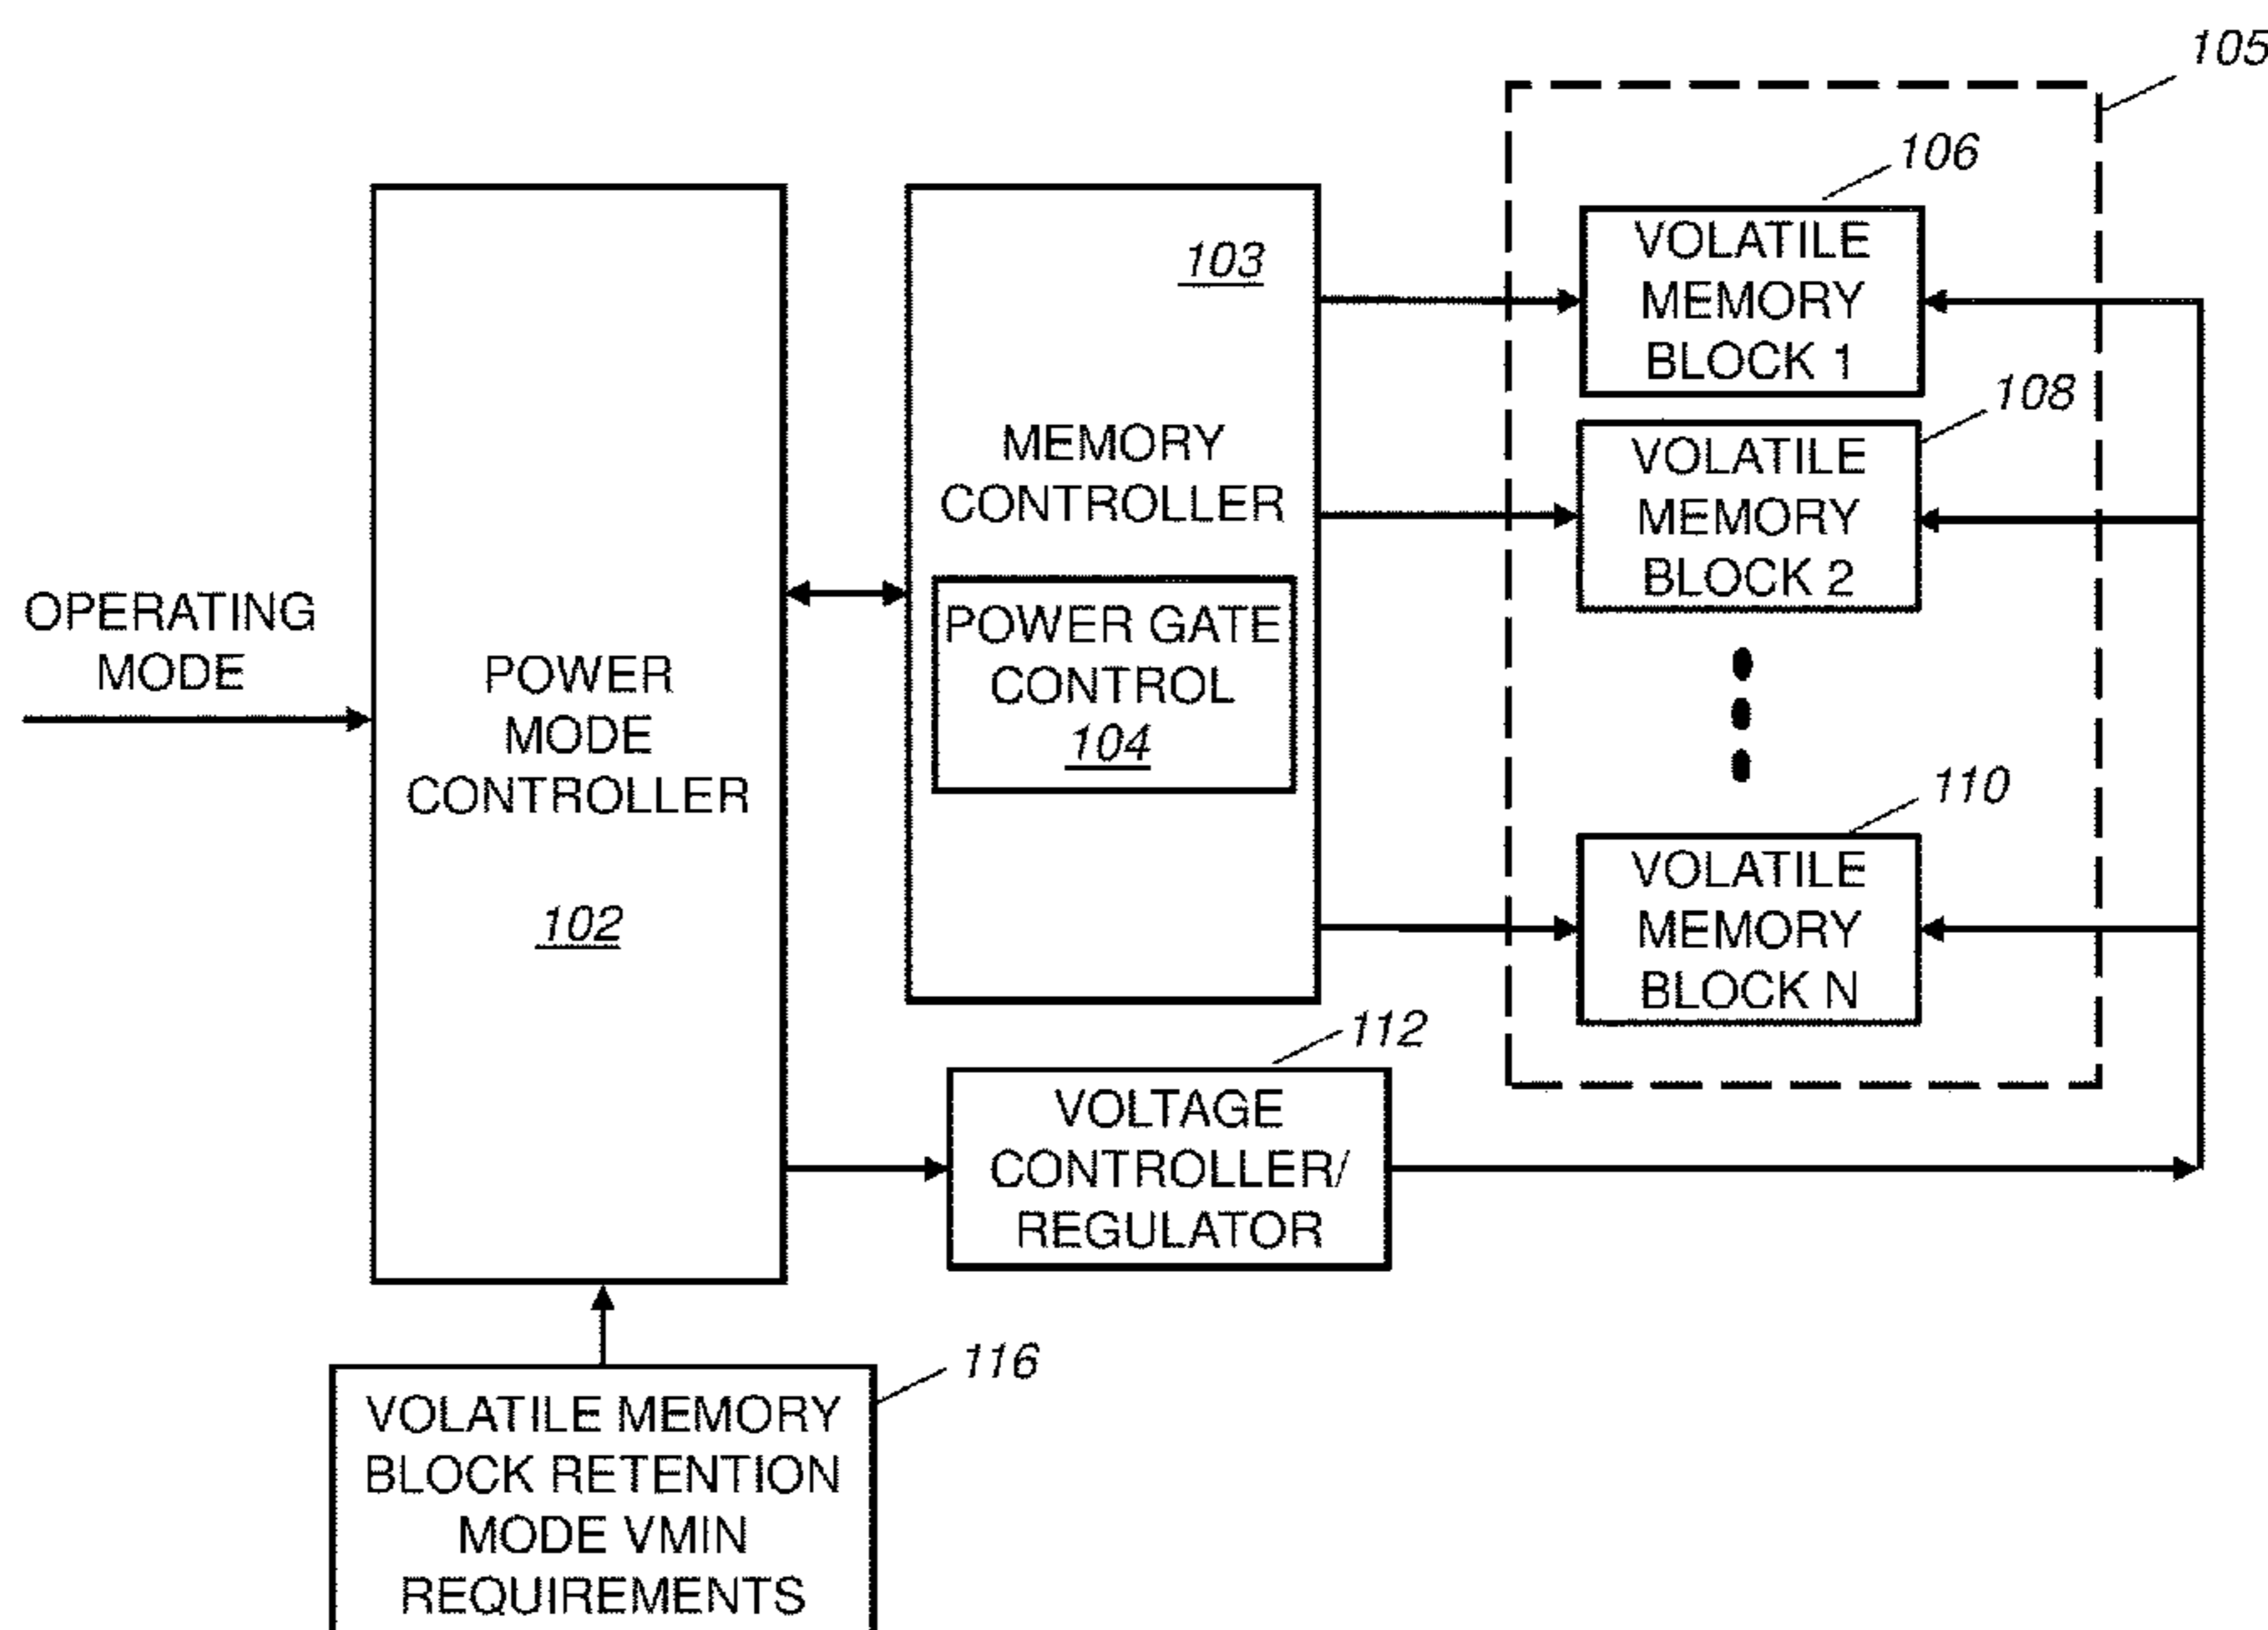 105
106
VOLATILE
MEMORY
BLOCK 1
103
108
MEMORY
CONTROLLER
VOLATILE
MEMORY
BLOCK 2
OPERATING
MODE
POWER GATE
CONTROL
104
POWER
MODE
CONTROLLER
102
110
VOLATILE
MEMORY
BLOCK N
112
VOLTAGE
CONTROLLER/
REGULATOR
116
VOLATILE MEMORY
BLOCK RETENTION
MODE VMIN
REQUIREMENTS